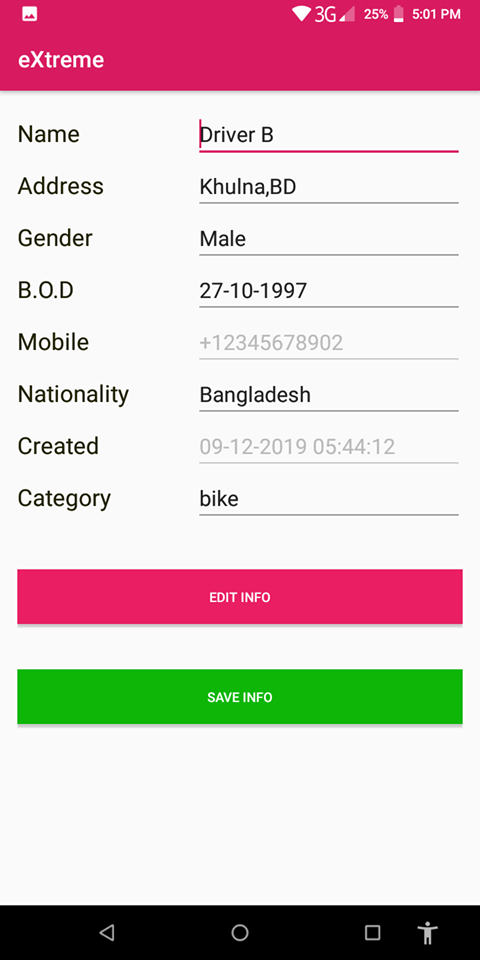 3G 25% 5:01 PM
eXtreme
Name Driver B
Address Khulna,BD
Gender Male
B.O.D 27-10-1997
Mobile +12345678902
Nationality Bangladesh
Created 09-12-2019 05:44:12
Category bike
EDIT INFO
SAVE INFO